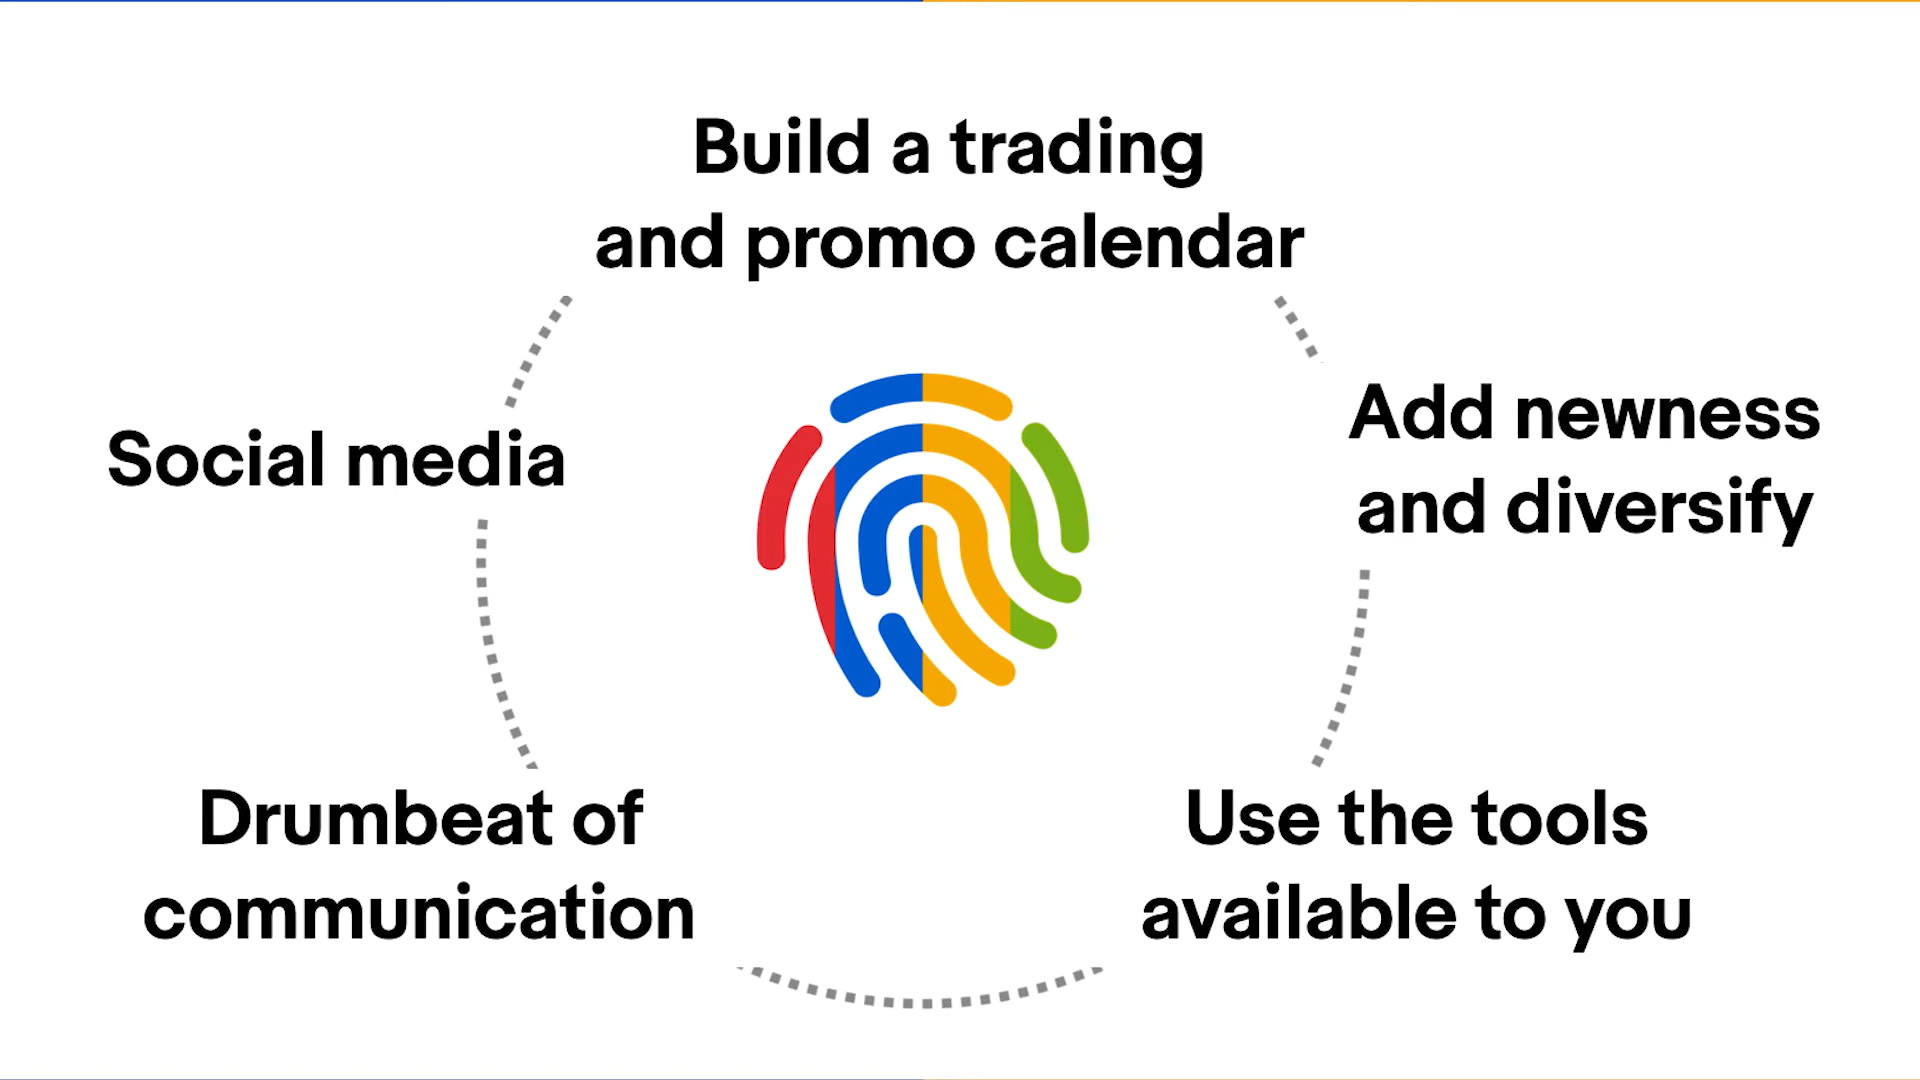 Build a trading
and promo calendar
Add newness
and diversify
Use the tools
available to you
Drumbeat of
communication
Social media